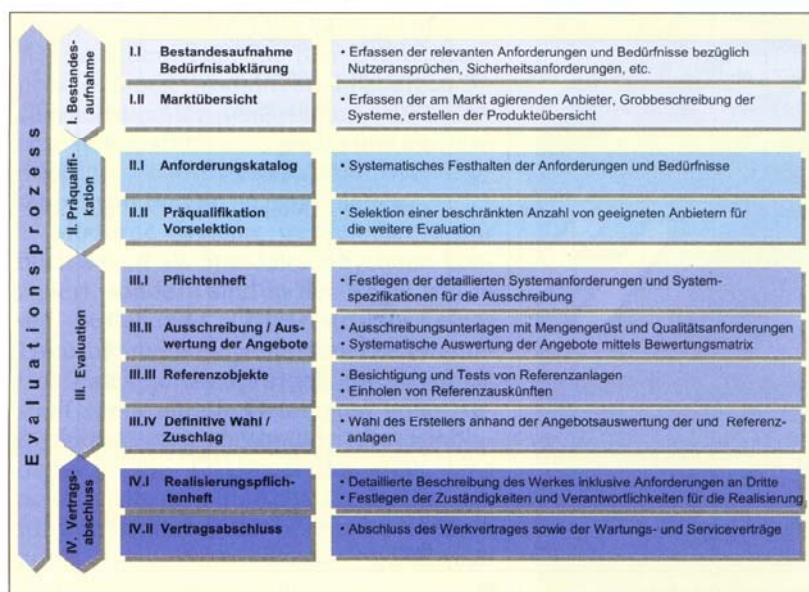 Evaluationsprozess
I. Bestandes-
aufnahme
I.I Bestandesaufnahme
Bedürfnisabklärung
• Erfassen der relevanten Anforderungen und Bedürfnisse bezüglich
Nutzeransprüchen, Sicherheitsanforderungen, etc.
I.II Marktübersicht
• Erfassen der am Markt agierenden Anbieter, Grobbeschreibung der
Systeme, erstellen der Produkteübersicht
II. Präqualifi-
kation
II.I Anforderungskatalog
• Systematisches Festhalten der Anforderungen und Bedürfnisse
II.II Präqualifikation
Vorselektion
• Selektion einer beschränkten Anzahl von geeigneten Anbietern für
die weitere Evaluation
III. Evaluation
III.I Pflichtenheft
• Festlegen der detaillierten Systemanforderungen und System-
spezifikationen für die Ausschreibung
III.II Ausschreibung / Aus-
wertung der Angebote
• Ausschreibungsunterlagen mit Mengengerüst und Qualitätsanforderungen
• Systematische Auswertung der Angebote mittels Bewertungsmatrix
III.III Referenzobjekte
• Besichtigung und Tests von Referenzanlagen
• Einholen von Referenzauskünften
III.IV Definitive Wahl /
Zuschlag
• Wahl des Erstellers anhand der Angebotsauswertung der und Referenz-
anlagen
IV. Vertrags-
abschluss
IV.I Realisierungspflich-
tenheft
• Detaillierte Beschreibung des Werkes inklusive Anforderungen an Dritte
• Festlegen der Zuständigkeiten und Verantwortlichkeiten für die Realisierung
IV.II Vertragsabschluss
• Abschluss des Werkvertrages sowie der Wartungs- und Serviceverträge